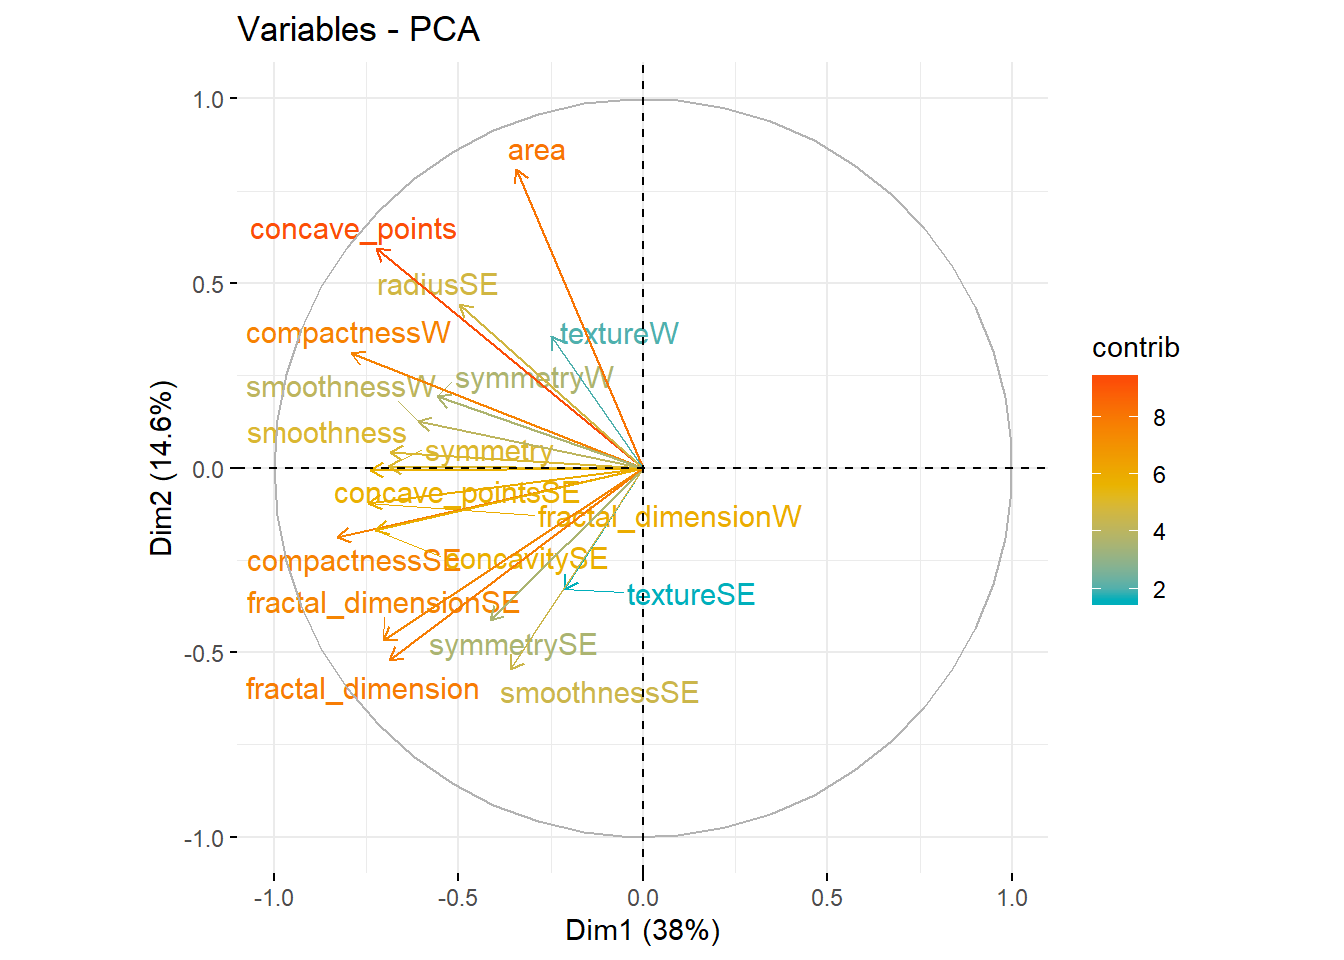 Variables - PCA
1.0
0.5
0.0
-0.5
-1.0
Dim2 (14.6%)
area
concave_points
radiusSE
compactnessW
textureW
smoothnessW
symmetryW
smoothness
symmetry
concave_pointsSE
fractal_dimensionW
compactnessSE
concavitySE
fractal_dimensionSE
textureSE
symmetrySE
fractal_dimension
smoothnessSE
-1.0
-0.5
0.0
0.5
1.0
Dim1 (38%)
contrib
8
6
4
2